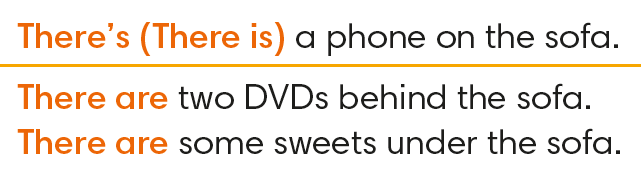 There’s (There is) a phone on the sofa.
There are two DVDs behind the sofa.
There are some sweets under the sofa.